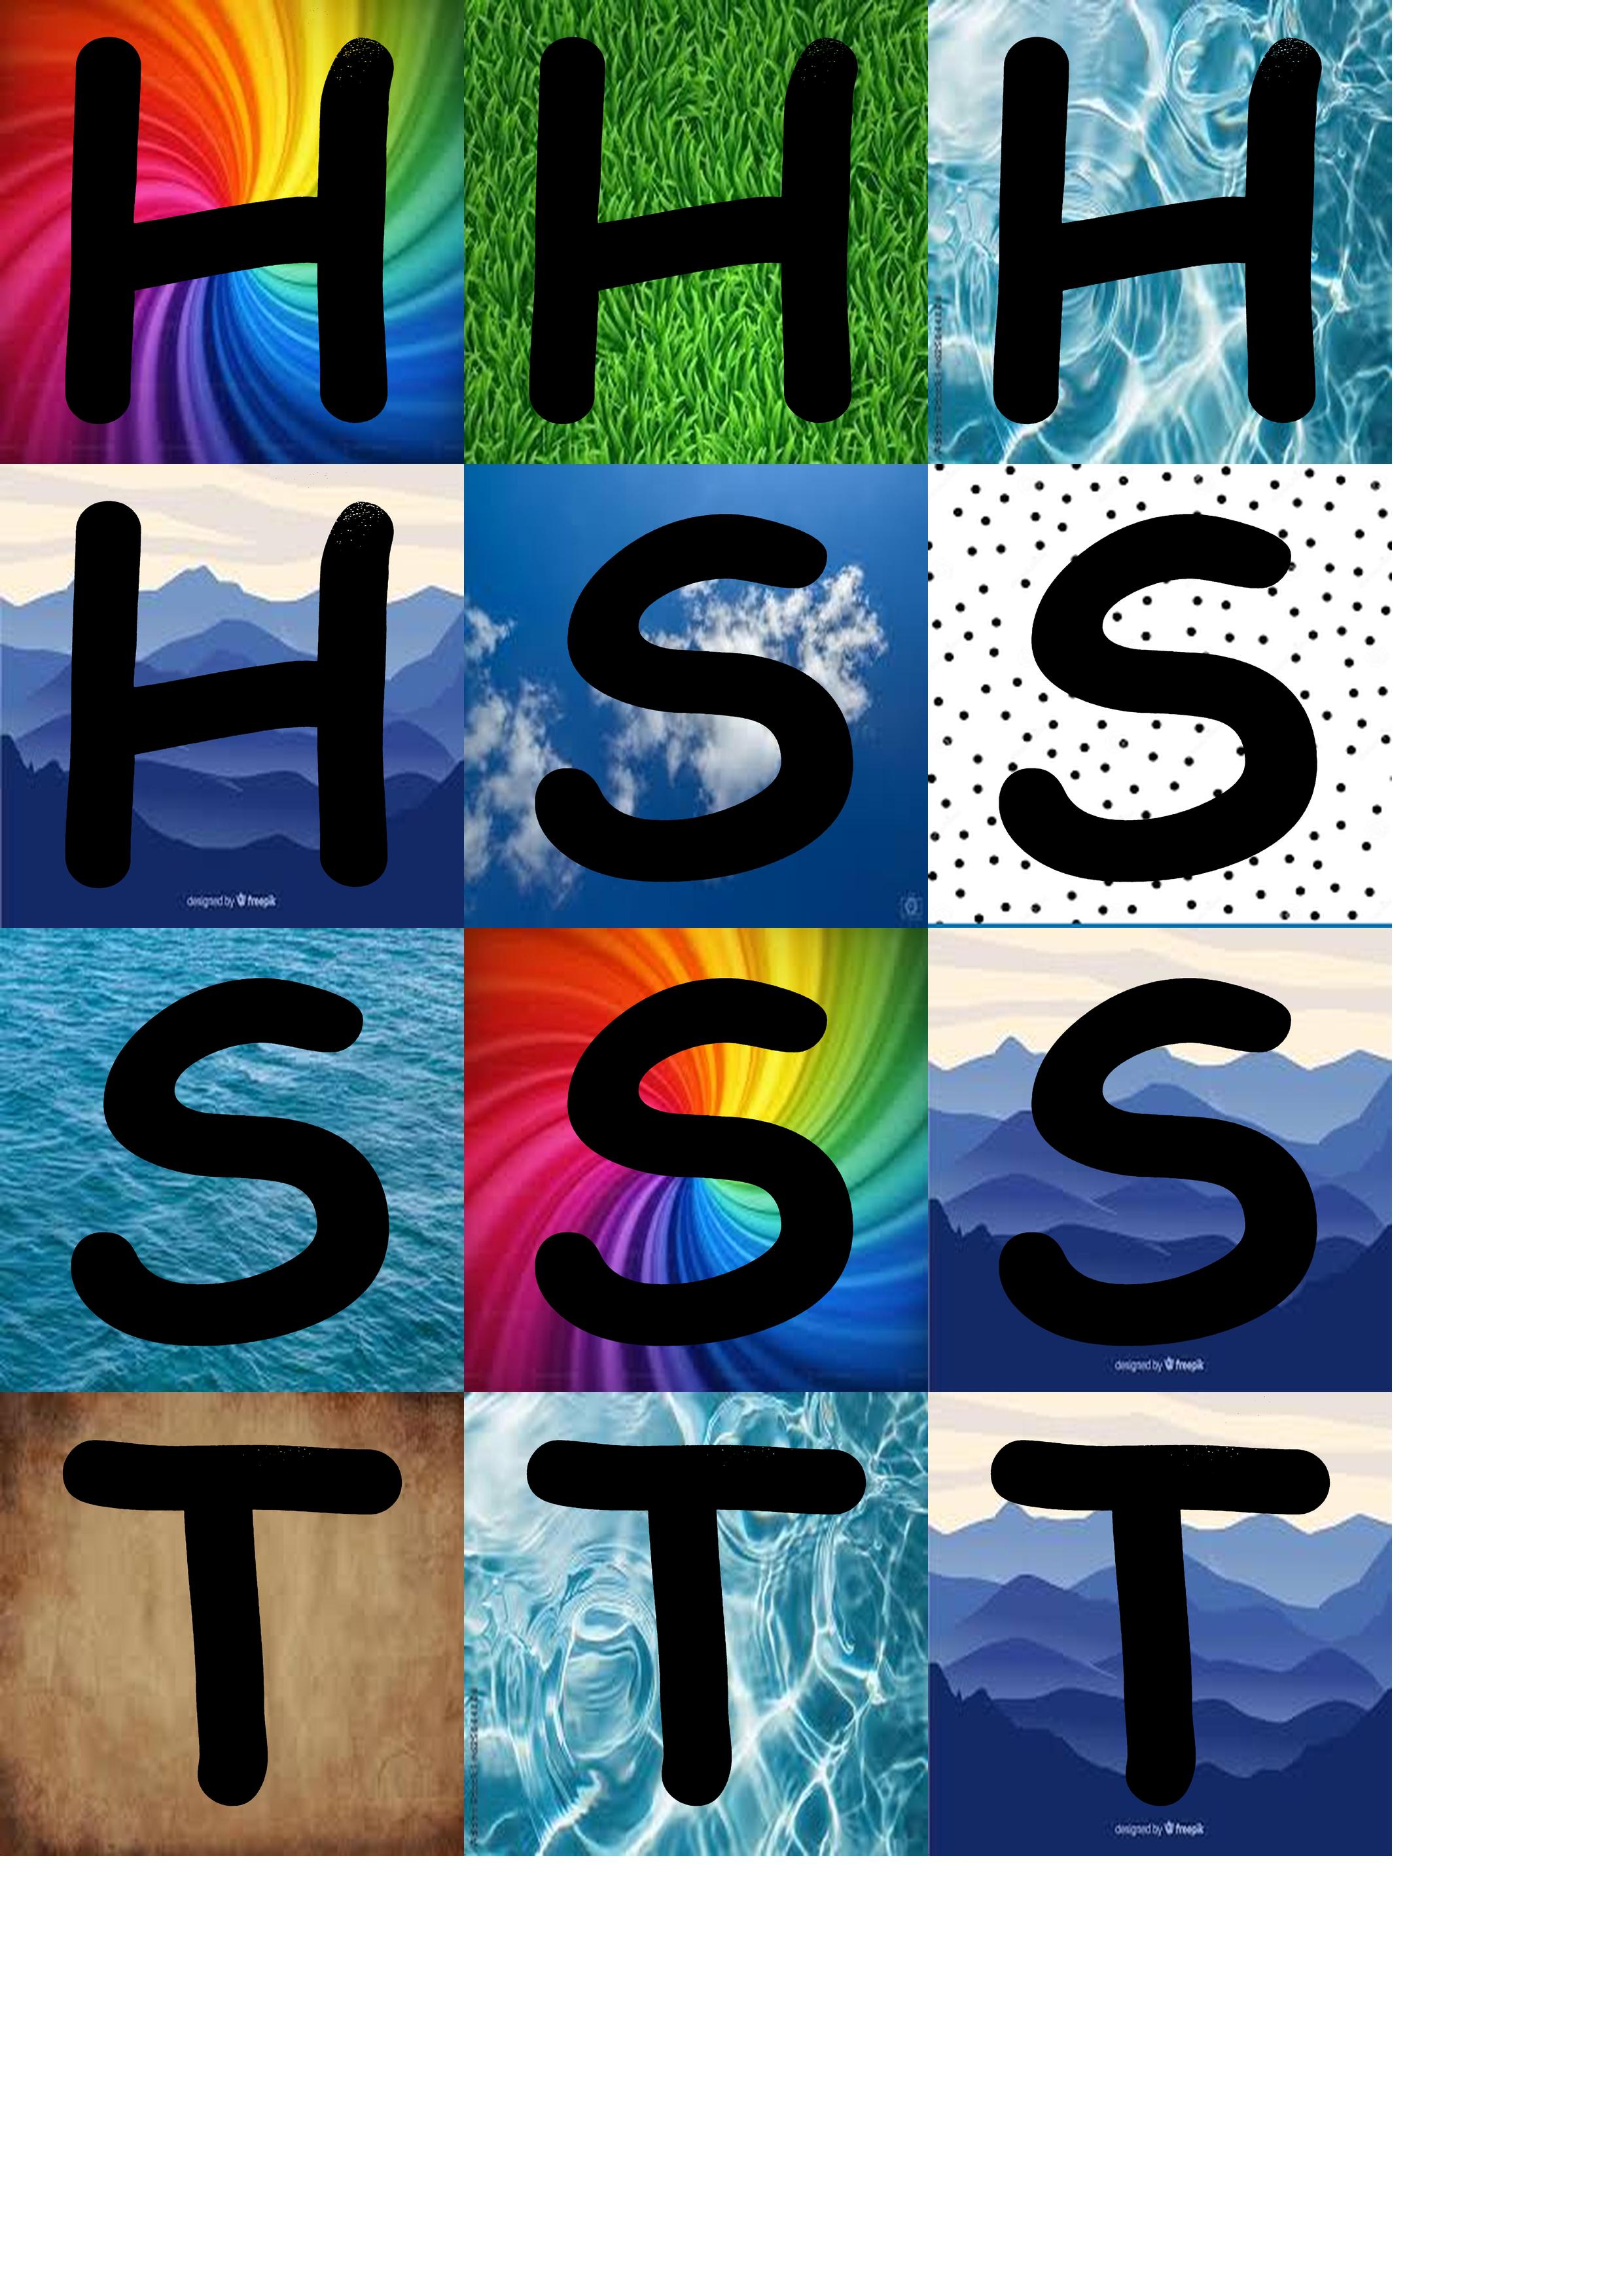 H H H
H S S
designed by freepik
S S S
designed by freepik
T T T
designed by freepik